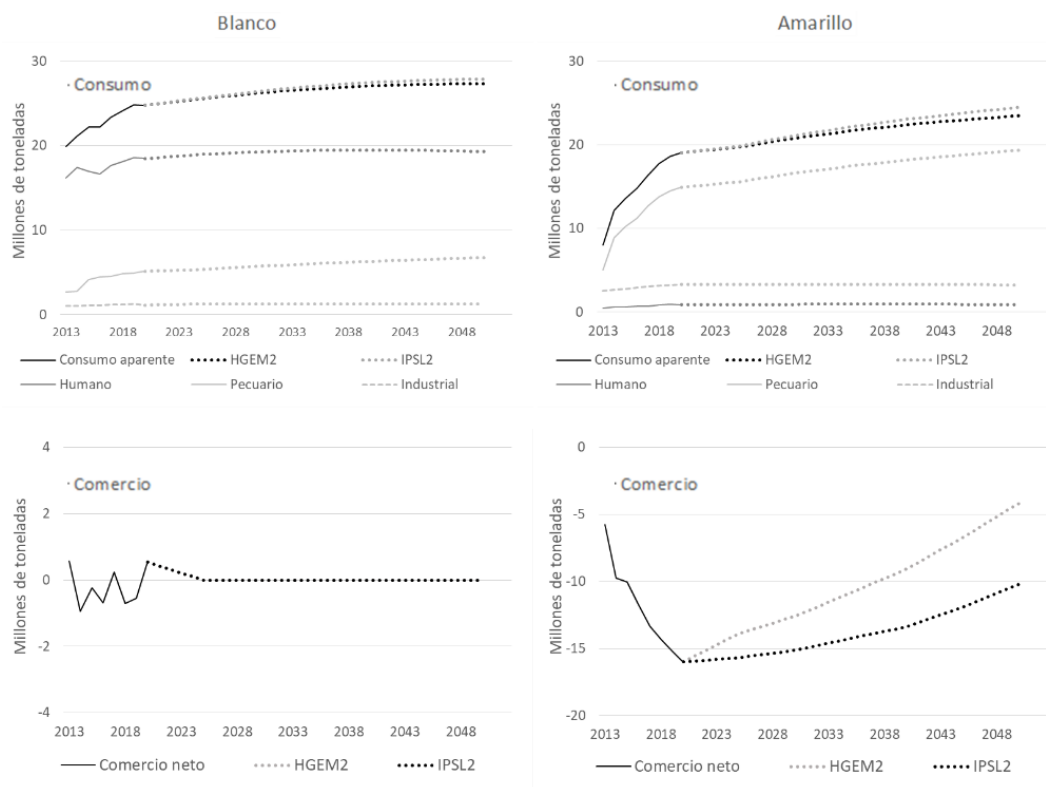 Blanco
Amarillo
30
20
10
0
Millones de toneladas
· Consumo
2013 2018 2023 2028 2033 2038 2043 2048
Consumo aparente HGEM2 IPSL2
Humano Pecuario Industrial
30
20
10
0
Millones de toneladas
· Consumo
2013 2018 2023 2028 2033 2038 2043 2048
Consumo aparente HGEM2 IPSL2
Humano Pecuario Industrial
4
2
0
-2
-4
Millones de toneladas
· Comercio
2013 2018 2023 2028 2033 2038 2043 2048
Comercio neto HGEM2 IPSL2
0
-5
-10
-15
-20
Millones de toneladas
· Comercio
2013 2018 2023 2028 2033 2038 2043 2048
Comercio neto HGEM2 IPSL2